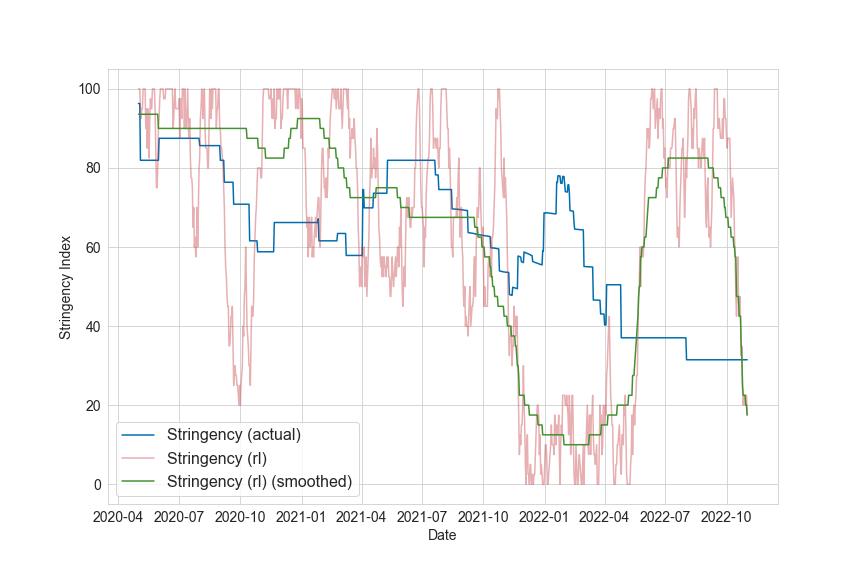 100
80
60
40
20
0
Stringency Index
Stringency (actual)
Stringency (rl)
Stringency (rl) (smoothed)
2020-04 2020-07 2020-10 2021-01 2021-04 2021-07 2021-10 2022-01 2022-04 2022-07 2022-10
Date